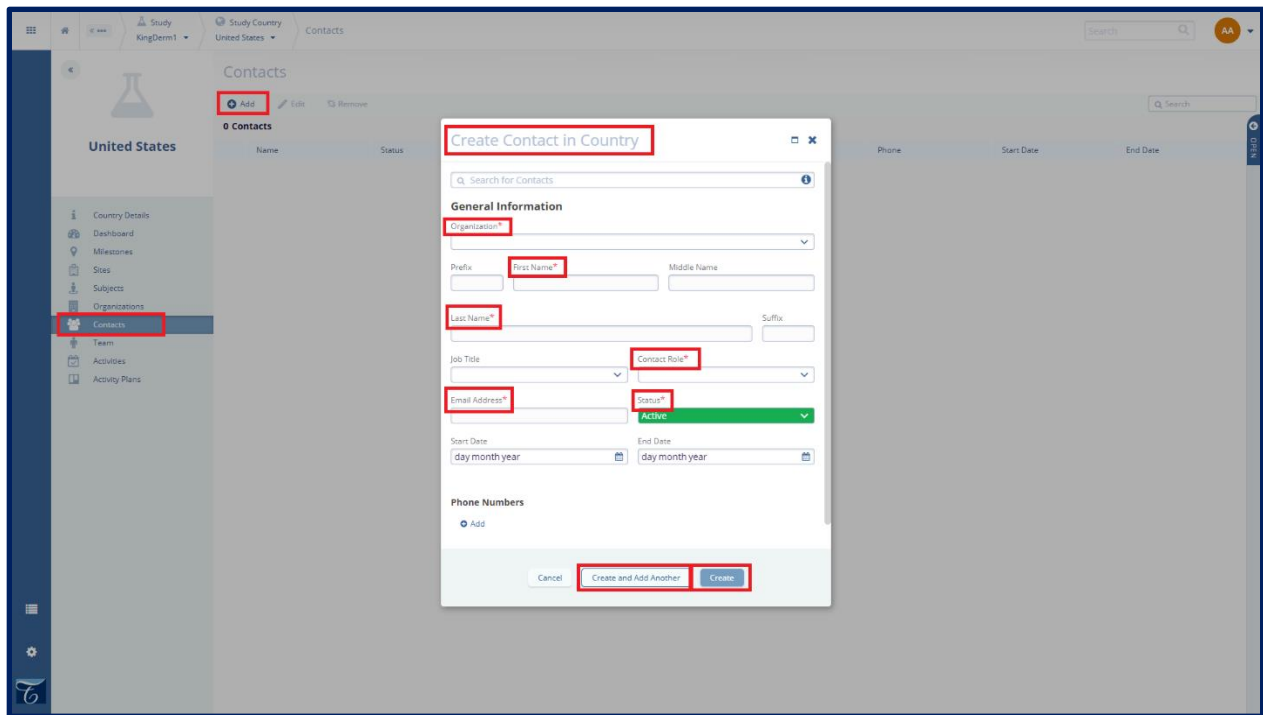 Study
Study Country
KingDerm1
United States
Contacts
Search
AA
Contacts
Add
Edit
Remove
Search
0 Contacts
OPEN
United States
Name
Status
Phone
Start Date
End Date
Country Details
Dashboard
Milestones
Sites
Subjects
Organizations
Contacts
Team
Activities
Activity Plans
Create Contact in Country
Search for Contacts
General Information
Organization*
Prefix
First Name*
Middle Name
Last Name*
Suffix
Job Title
Contact Role*
Email Address*
Status*
Active
Start Date
End Date
day month year
day month year
Phone Numbers
Add
Cancel
Create and Add Another
Create